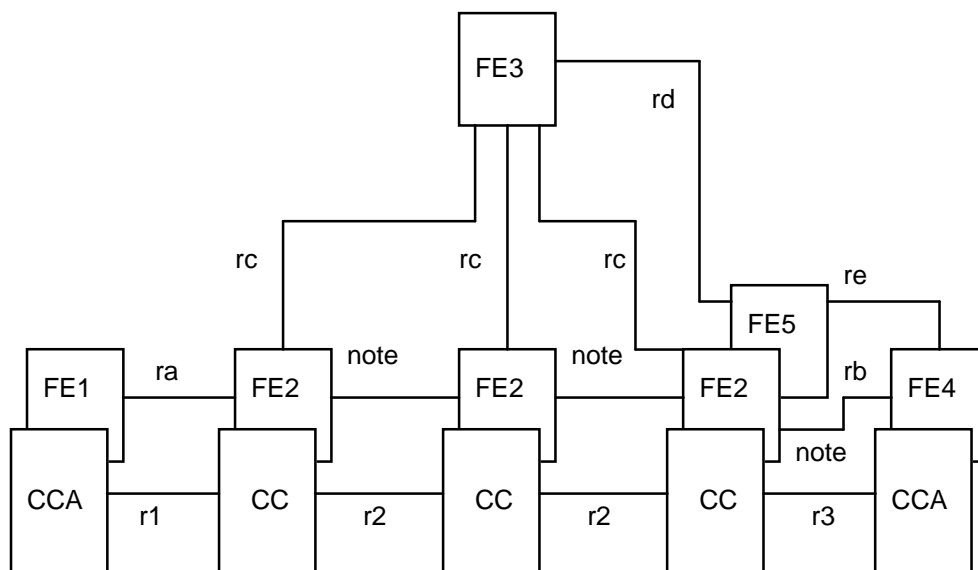 FE3
rd
rc
rc
rc
re
FE5
note
note
ra
rb
FE1
FE2
FE2
FE2
FE4
note
CCA
CC
CC
CC
CCA
r1
r2
r2
r3